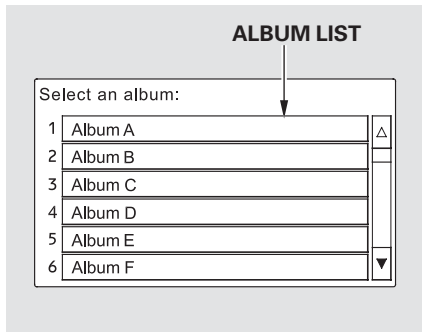 ALBUM LIST
Select an album:
1 Album A
2 Album B
3 Album C
4 Album D
5 Album E
6 Album F